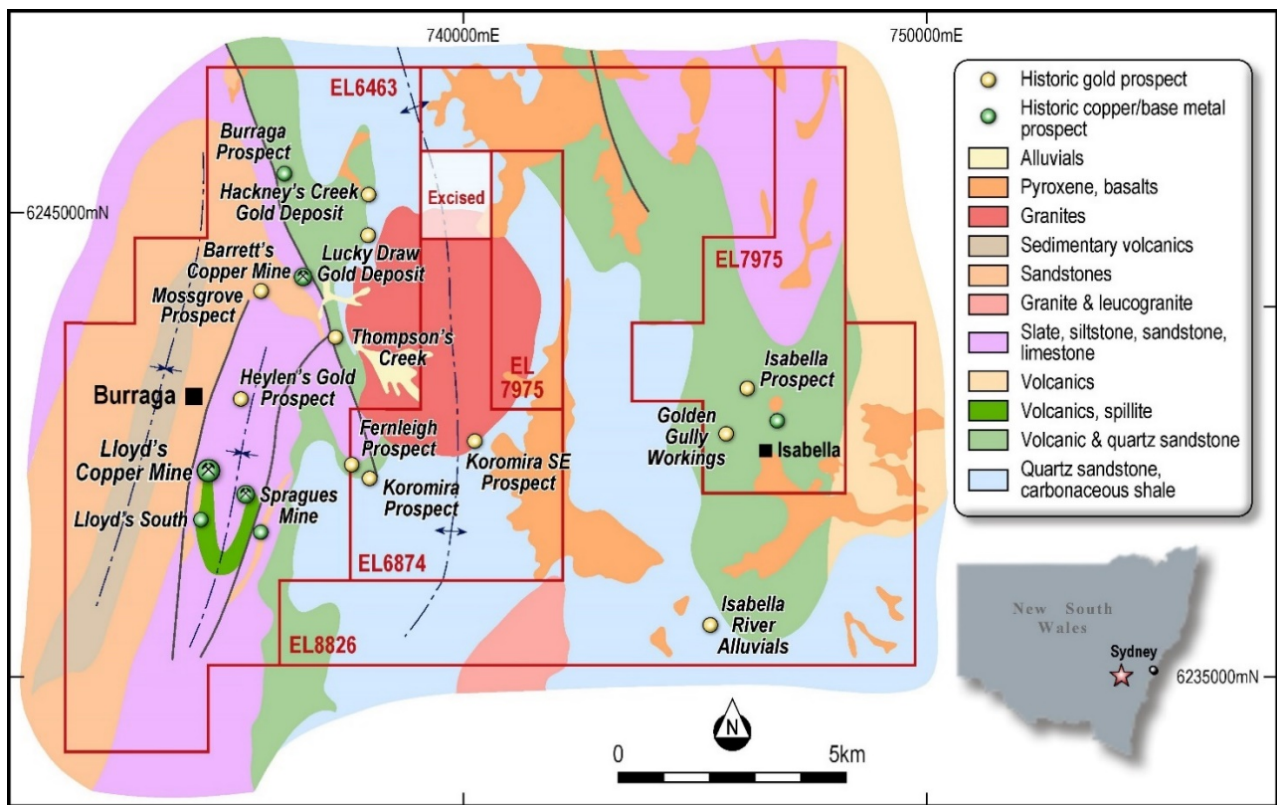 740000mE
750000mE
6245000mN
6235000mN
EL6463
Burraga
Prospect
Hackney's Creek
Gold Deposit
Excised
Barrett's
Copper Mine
Lucky Draw
Gold Deposit
Mossgrove
Prospect
EL7975
Thompson's
Creek
EL
7975
Isabella
Prospect
Burraga
Heylen's Gold
Prospect
Fernleigh
Prospect
Golden
Gully
Workings
Isabella
Lloyd's
Copper Mine
Koromira SE
Prospect
Koromira
Prospect
Spragues
Mine
Lloyd's South
EL6874
Isabella
River
Alluvials
EL8826
N
0
5km
Historic gold prospect
Historic copper/base metal
prospect
Alluvials
Pyroxene, basalts
Granites
Sedimentary volcanics
Sandstones
Granite & leucogranite
Slate, siltstone, sandstone,
limestone
Volcanics
Volcanics, spillite
Volcanic & quartz sandstone
Quartz sandstone,
carbonaceous shale
New South
Wales
Sydney